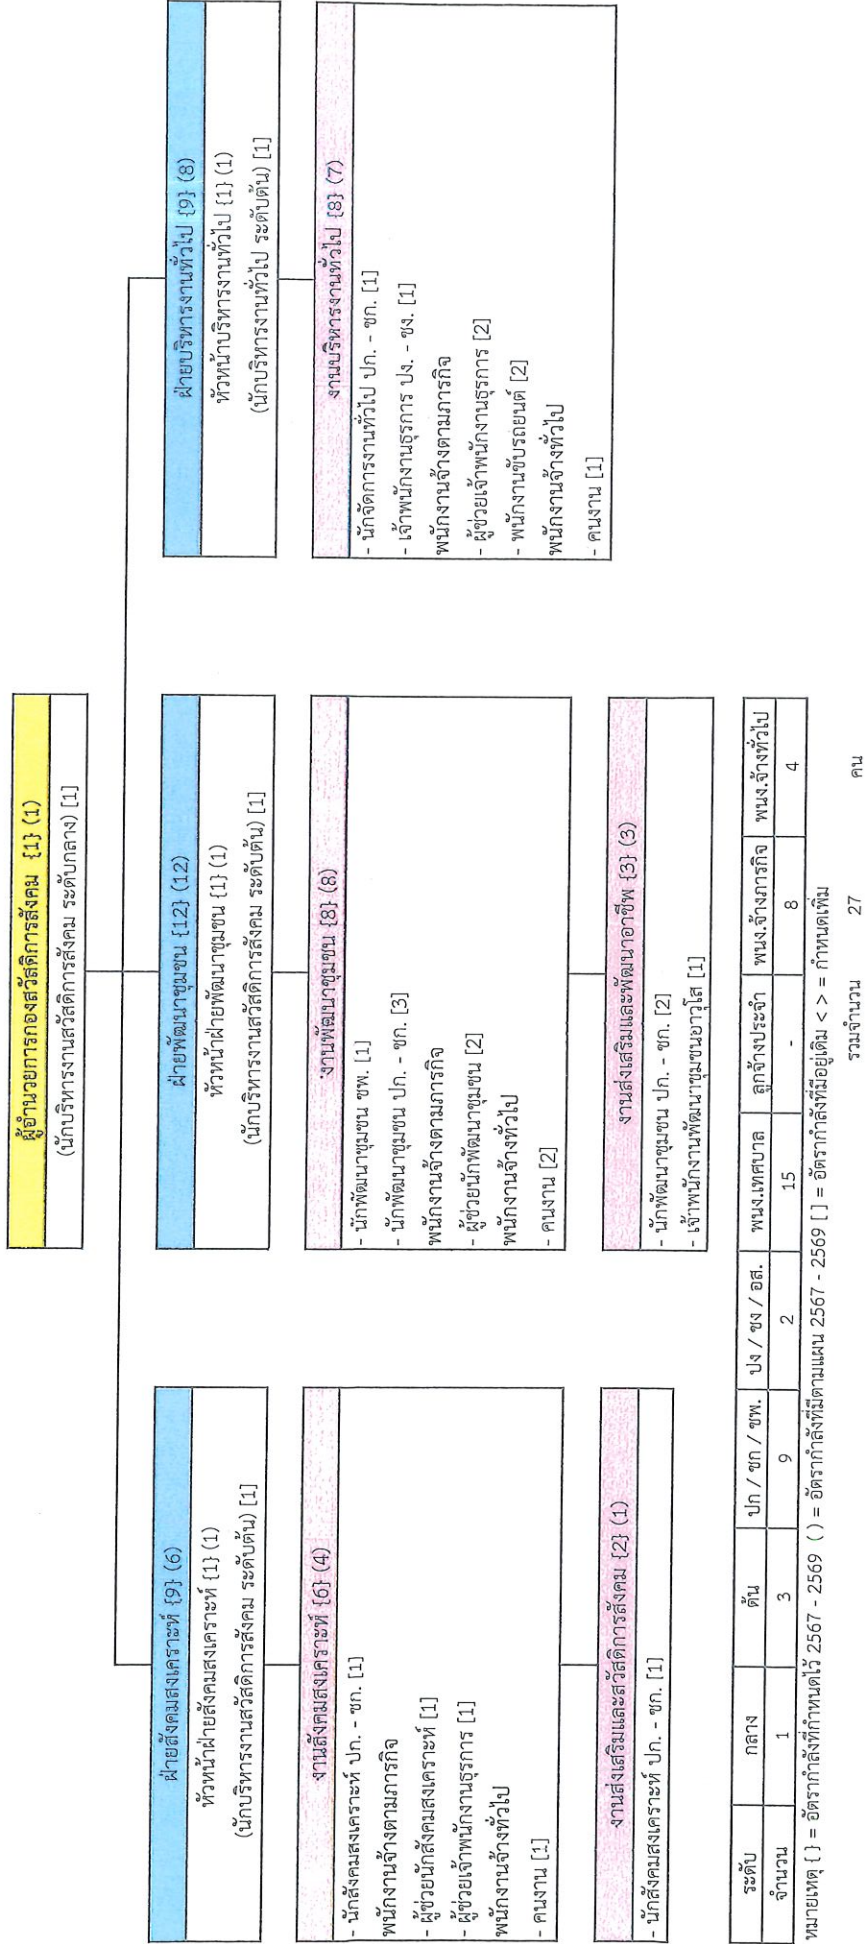 ผู้อำนวยการกองสวัสดิการสังคม {1} (1)
(นักบริหารงานสวัสดิการสังคม ระดับกลาง) [1]
ฝ่ายสังคมสงเคราะห์ {9} (6)
หัวหน้าฝ่ายสังคมสงเคราะห์ {1} (1)
(นักบริหารงานสวัสดิการสังคม ระดับต้น) [1]
งานสังคมสงเคราะห์ {6} (4)
- นักสังคมสงเคราะห์ ปก. - ชก. [1]
พนักงานจ้างตามภารกิจ
- ผู้ช่วยนักสังคมสงเคราะห์ [1]
- ผู้ช่วยเจ้าพนักงานธุรการ [1]
พนักงานจ้างทั่วไป
- คนงาน [1]
งานส่งเสริมและสวัสดิการสังคม {2} (1)
- นักสังคมสงเคราะห์ ปก. - ชก. [1]
ฝ่ายพัฒนาชุมชน {12} (12)
หัวหน้าฝ่ายพัฒนาชุมชน {1} (1)
(นักบริหารงานสวัสดิการสังคม ระดับต้น) [1]
งานพัฒนาชุมชน {8} (8)
- นักพัฒนาชุมชน ชพ. [1]
- นักพัฒนาชุมชน ปก. - ชก. [3]
พนักงานจ้างตามภารกิจ
- ผู้ช่วยนักพัฒนาชุมชน [2]
พนักงานจ้างทั่วไป
- คนงาน [2]
งานส่งเสริมและพัฒนาอาชีพ {3} (3)
- นักพัฒนาชุมชน ปก. - ชก. [2]
- เจ้าพนักงานพัฒนาชุมชนอาวุโส [1]
ฝ่ายบริหารงานทั่วไป {9} (8)
หัวหน้าบริหารงานทั่วไป {1} (1)
(นักบริหารงานทั่วไป ระดับต้น) [1]
งานบริหารงานทั่วไป {8} (7)
- นักจัดการงานทั่วไป ปก. - ชก. [1]
- เจ้าพนักงานธุรการ ปง. - ชง. [1]
พนักงานจ้างตามภารกิจ
- ผู้ช่วยเจ้าพนักงานธุรการ [2]
- พนักงานขับรถยนต์ [2]
พนักงานจ้างทั่วไป
- คนงาน [1]
ระดับ กลาง ต้น ปก / ชก / ชพ. ปง / ชง / อส. พนง.เทศบาล ลูกจ้างประจำ พนง.จ้างภารกิจ พนง.จ้างทั่วไป
จำนวน 1 3 9 2 15 - 8 4
หมายเหตุ { } = อัตรากำลังที่กำหนดไว้ 2567 - 2569 ( ) = อัตรากำลังที่มีตามแผน 2567 - 2569 [ ] = อัตรากำลังที่มีอยู่เดิม < > = กำหนดเพิ่ม
รวมจำนวน 27 คน